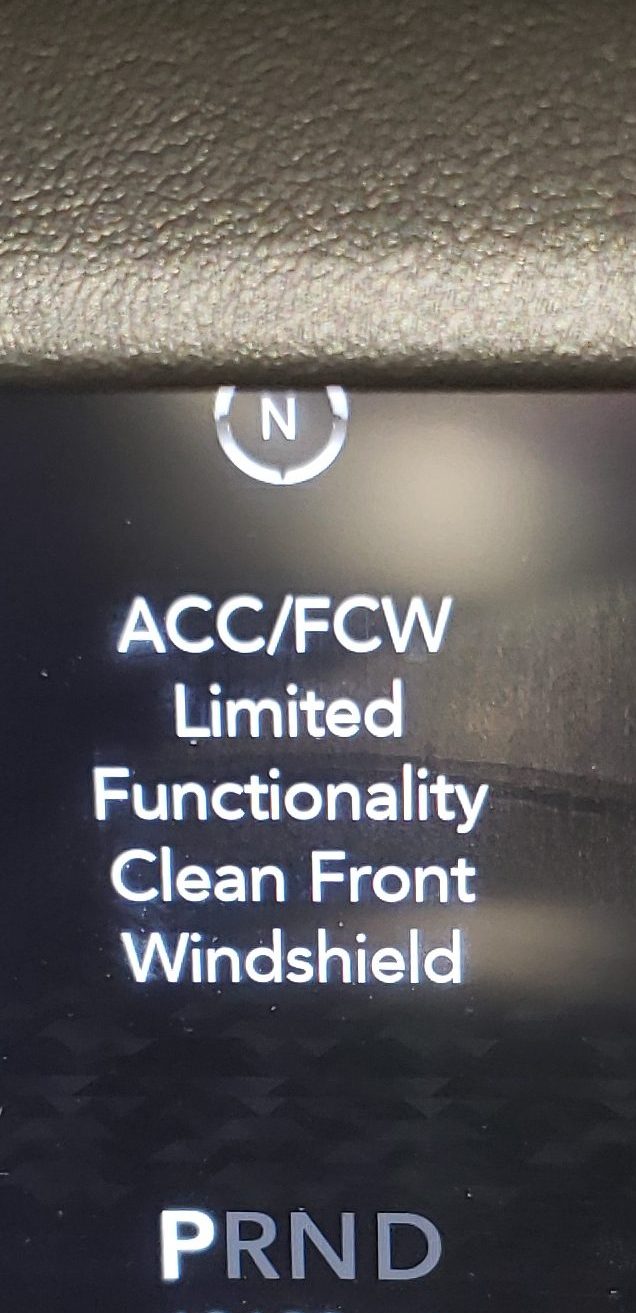 N
ACC/FCW
Limited
Functionality
Clean Front
Windshield
PRND